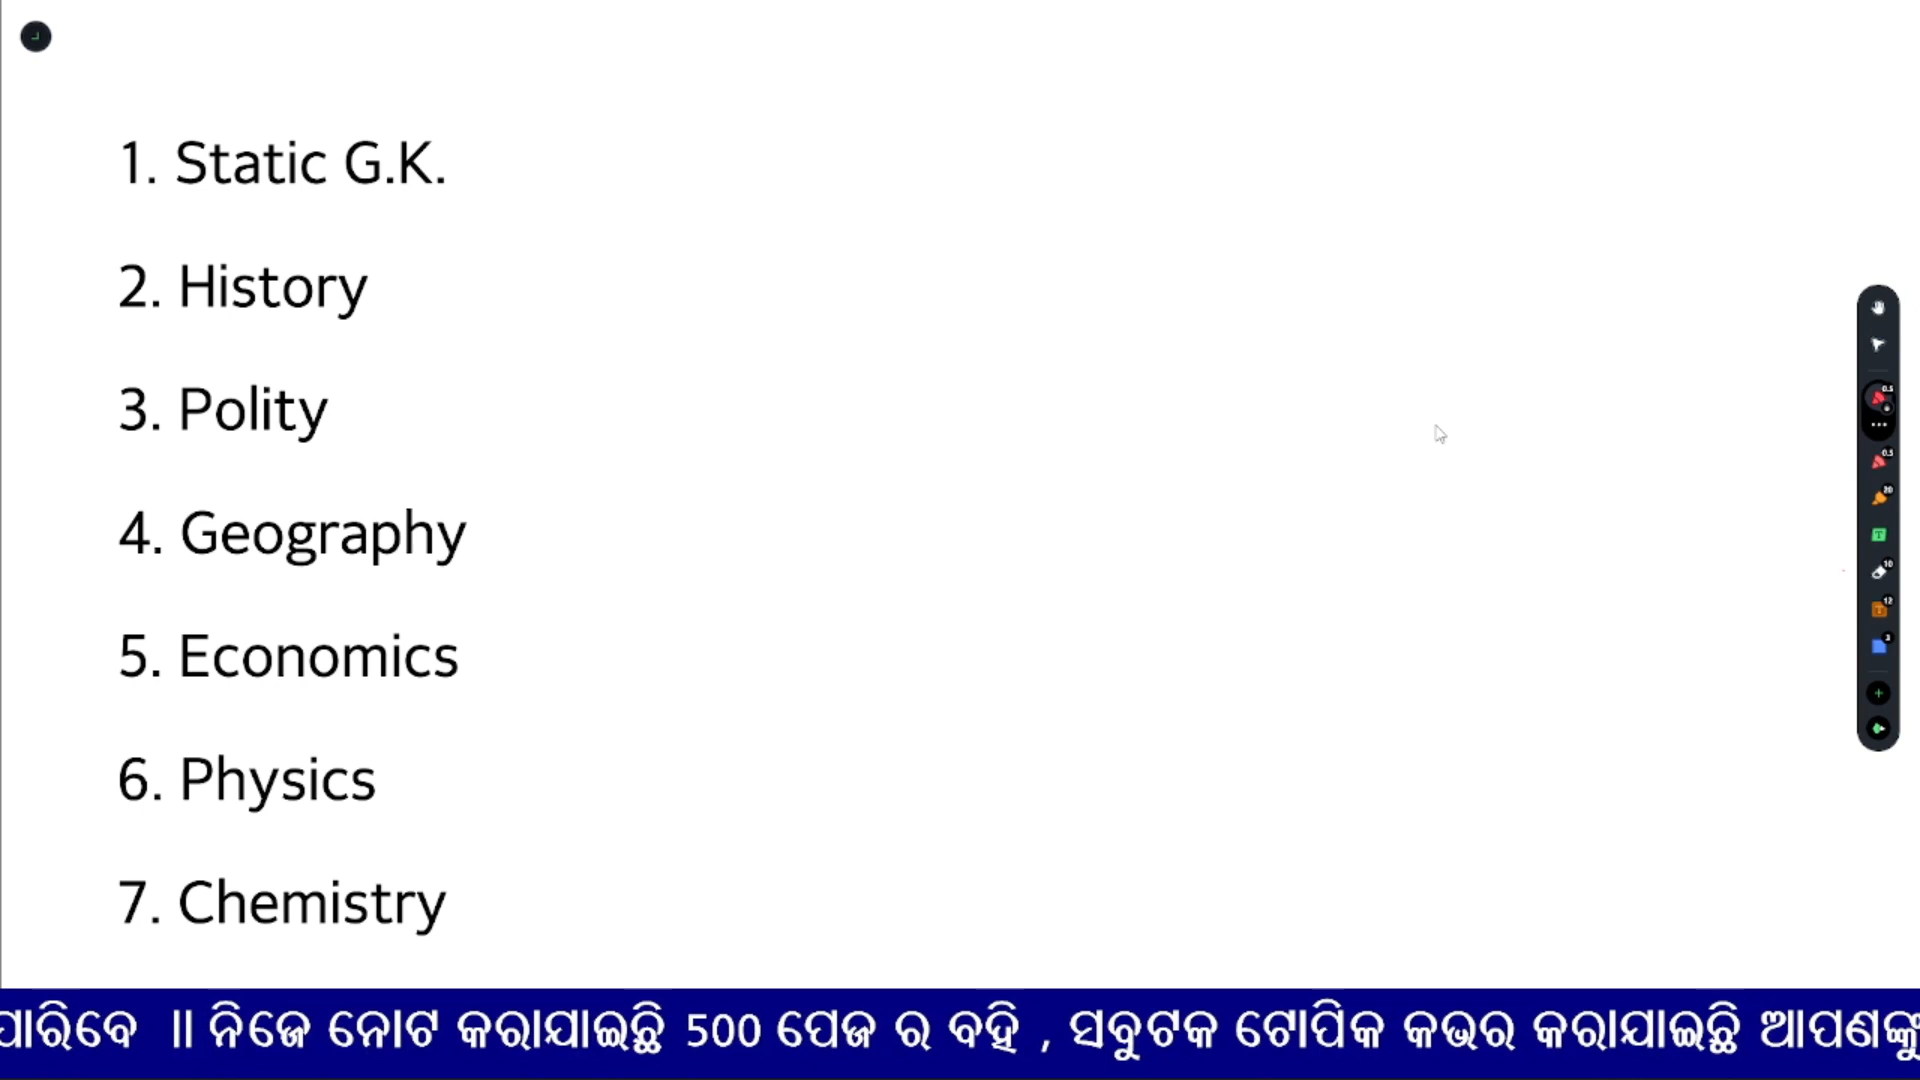 1. Static G.K.
2. History
3. Polity
4. Geography
5. Economics
6. Physics
7. Chemistry
ପାରିବେ ॥ ନିଜେ ନୋଟ କରାଯାଇଛି 500 ପେଜ ର ବହି , ସବୁଟକ ଟୋପିକ କଭର କରାଯାଇଛି ଆପଣଙ୍କୁ